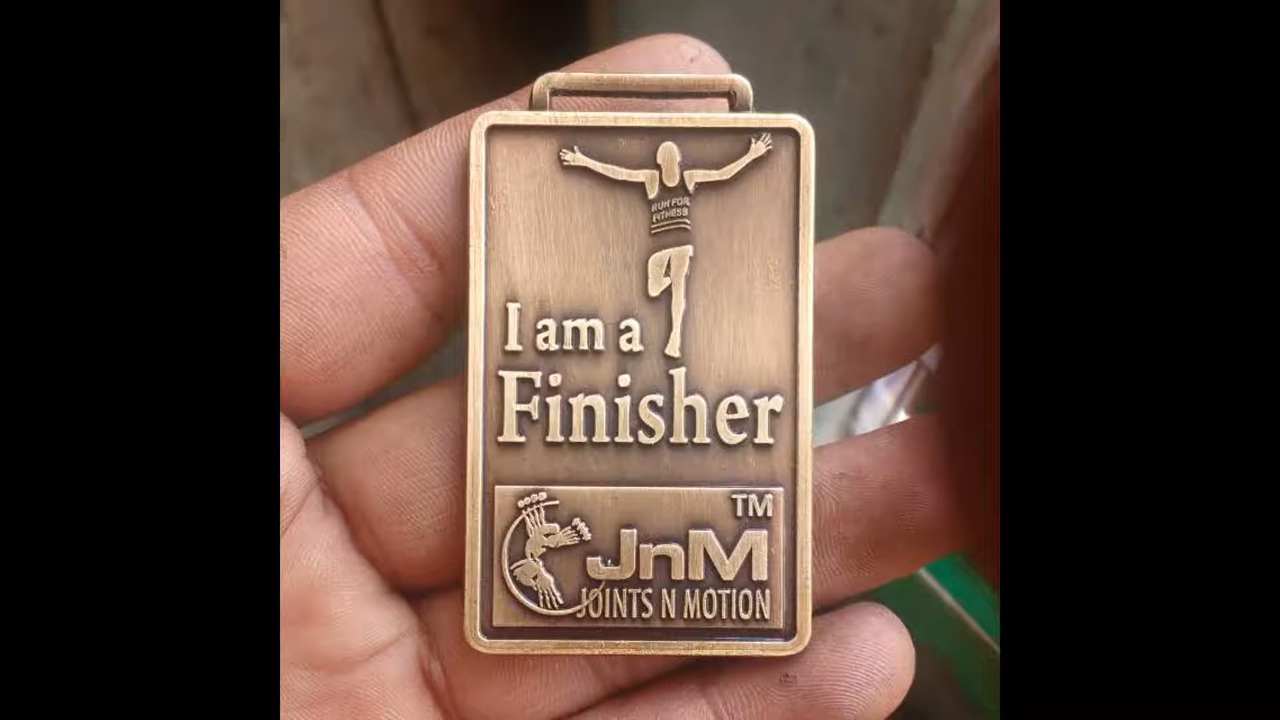 RUN FOR
FITNESS
I am a
Finisher
TM
JnM
JOINTS N MOTION